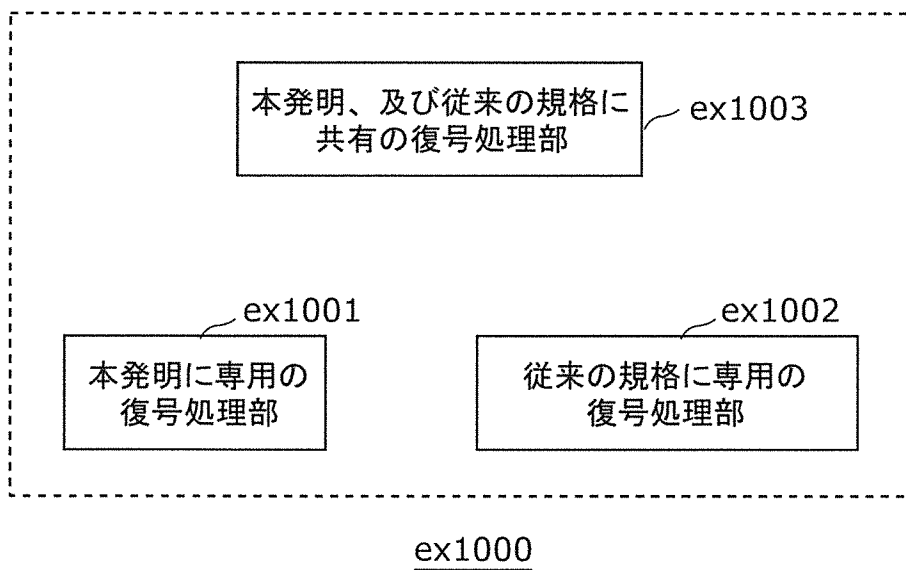 本発明、及び従来の規格に
共有の復号処理部
ex1003
ex1001
本発明に専用の
復号処理部
ex1002
従来の規格に専用の
復号処理部
ex1000